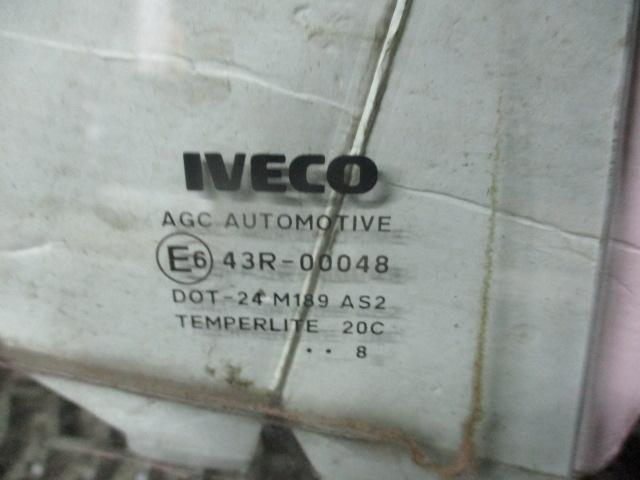 IVECO
AGC AUTOMOTIVE
E6 43R-00048
DOT-24 M189 AS2
TEMPERLITE 20C
.. 8